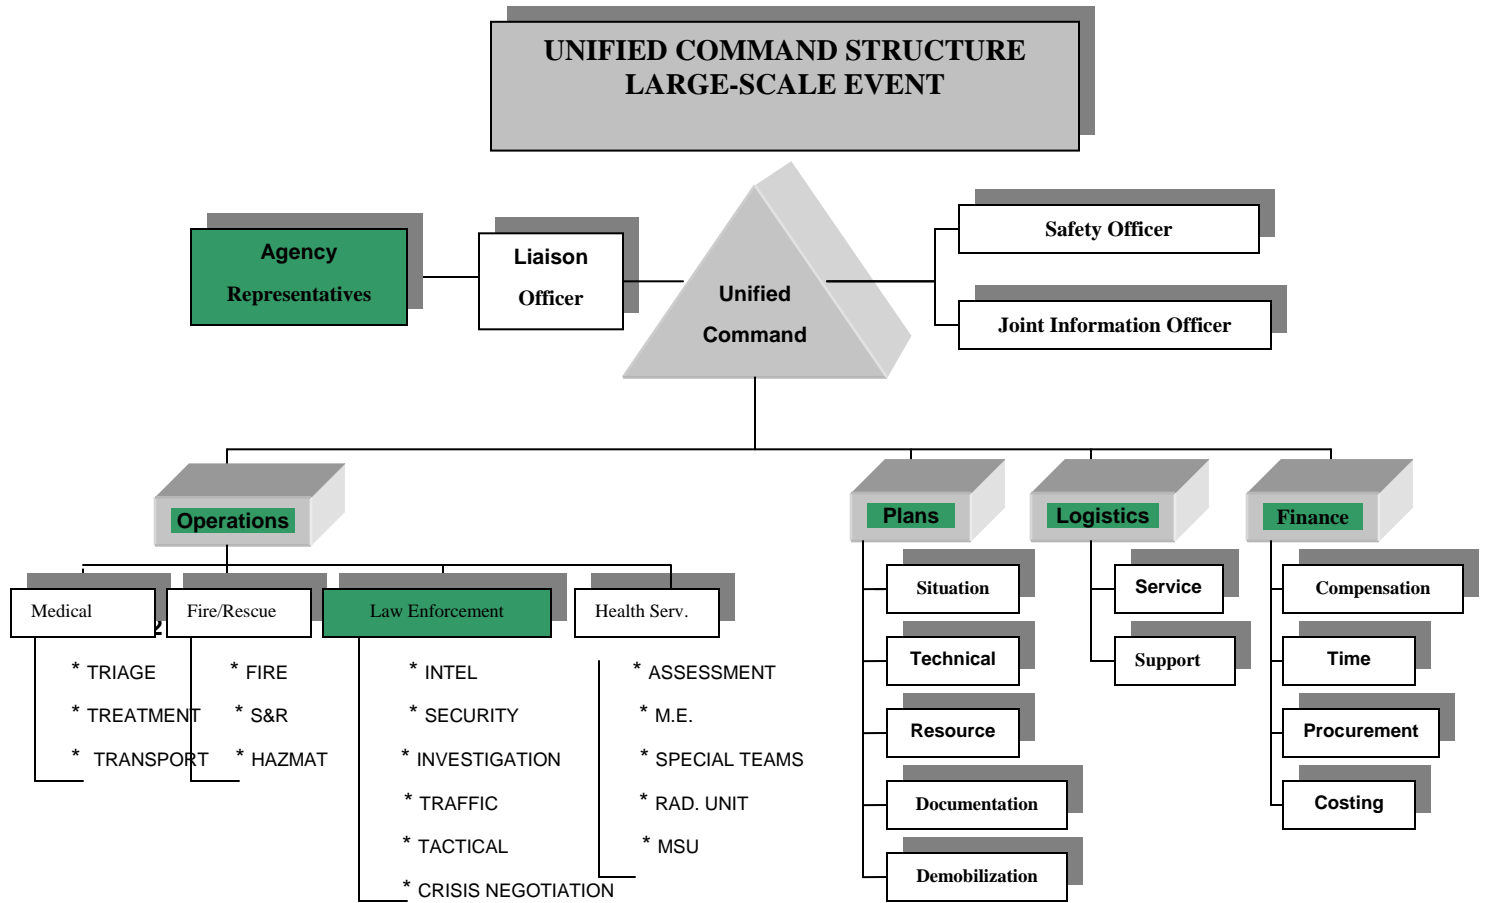 UNIFIED COMMAND STRUCTURE
LARGE-SCALE EVENT
Agency
Representatives
Liaison
Officer
Unified
Command
Safety Officer
Joint Information Officer
Operations
Plans
Logistics
Finance
Medical
2
Fire/Rescue
Law Enforcement
Health Serv.
* TRIAGE
* TREATMENT
* TRANSPORT
* FIRE
* S&R
* HAZMAT
* INTEL
* SECURITY
* INVESTIGATION
* TRAFFIC
* TACTICAL
* CRISIS NEGOTIATION
* ASSESSMENT
* M.E.
* SPECIAL TEAMS
* RAD. UNIT
* MSU
Situation
Technical
Resource
Documentation
Demobilization
Service
Support
Compensation
Time
Procurement
Costing